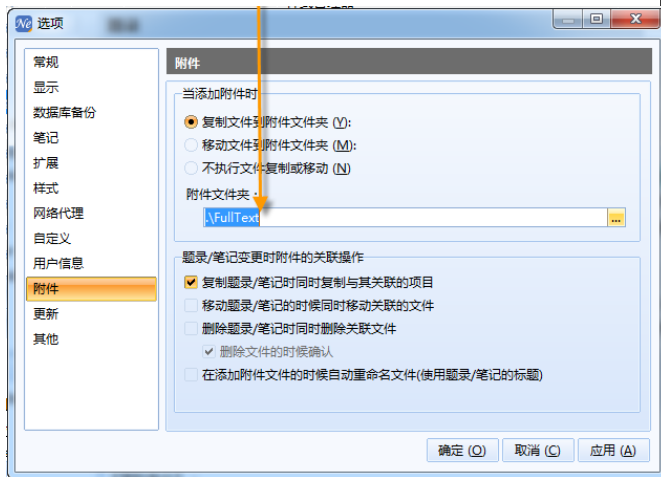 Ne 选项
常规
显示
数据库备份
笔记
扩展
样式
网络代理
自定义
用户信息
附件
更新
其他
附件
当添加附件时
复制文件到附件文件夹 (Y):
移动文件到附件文件夹 (M):
不执行文件复制或移动 (N)
附件文件夹：
.\FullText
...
题录/笔记变更时附件的关联操作
复制题录/笔记时同时复制与其关联的项目
移动题录/笔记的时候同时移动关联的文件
删除题录/笔记时同时删除关联文件
删除文件的时候确认
在添加附件文件的时候自动重命名文件(使用题录/笔记的标题)
确定 (O) 取消 (C) 应用 (A)